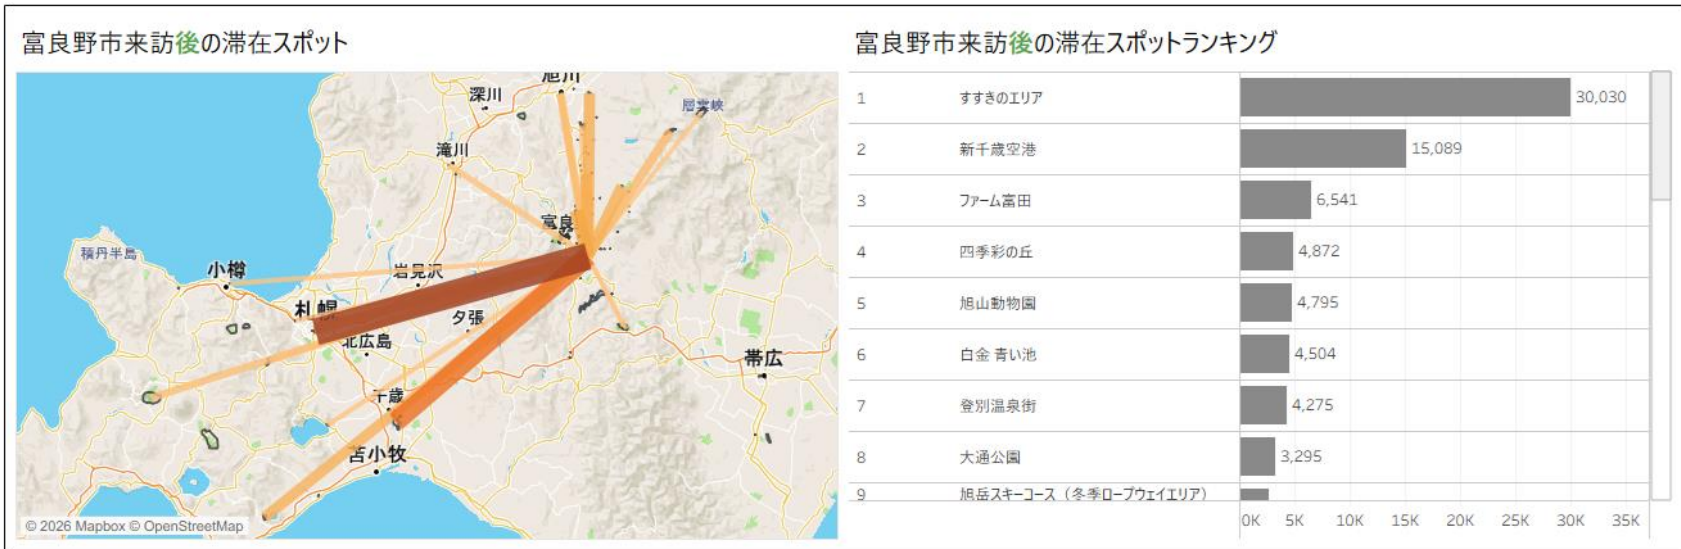 富良野市来訪後の滞在スポット
旭川
深川
層雲峡
滝川
富良
積丹半島
小樽
岩見沢
札幌
夕張
北広島
帯広
千歳
苫小牧
© 2026 Mapbox © OpenStreetMap
富良野市来訪後の滞在スポットランキング
1 すすきのエリア 30,030
2 新千歳空港 15,089
3 ファーム富田 6,541
4 四季彩の丘 4,872
5 旭山動物園 4,795
6 白金 青い池 4,504
7 登別温泉街 4,275
8 大通公園 3,295
9 旭岳スキーコース（冬季ロープウェイエリア）
0K 5K 10K 15K 20K 25K 30K 35K